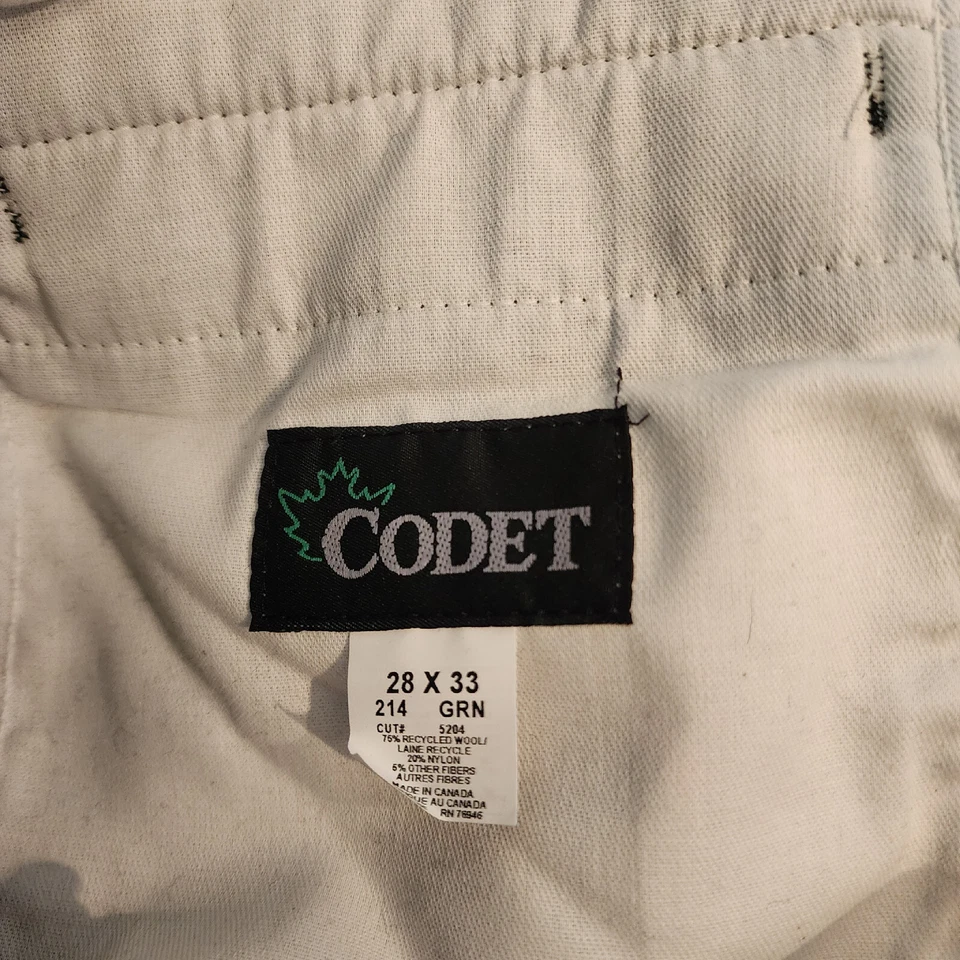 CODET
28 X 33
214 GRN
CUT# 5204
75% RECYCLED WOOL/
LAINE RECYCLE
20% NYLON
5% OTHER FIBERS
AUTRES FIBRES
IN CANADA
AU CANADA
RN 76946